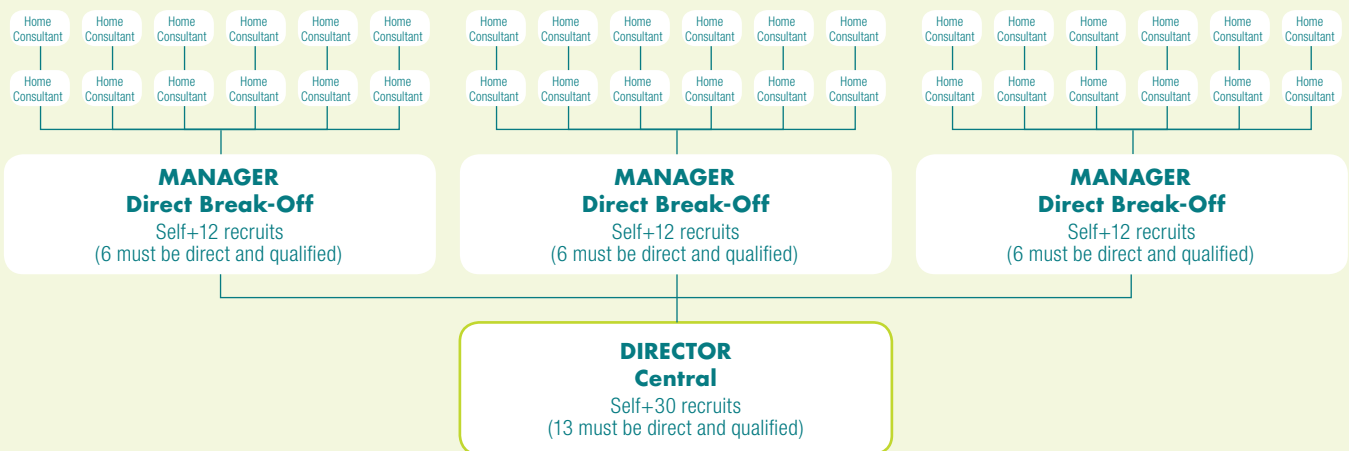 Home
Consultant
Home
Consultant
Home
Consultant
Home
Consultant
Home
Consultant
Home
Consultant
Home
Consultant
Home
Consultant
Home
Consultant
Home
Consultant
Home
Consultant
Home
Consultant
Home
Consultant
Home
Consultant
Home
Consultant
Home
Consultant
Home
Consultant
Home
Consultant
Home
Consultant
Home
Consultant
Home
Consultant
Home
Consultant
Home
Consultant
Home
Consultant
Home
Consultant
Home
Consultant
Home
Consultant
Home
Consultant
Home
Consultant
Home
Consultant
Home
Consultant
Home
Consultant
Home
Consultant
Home
Consultant
Home
Consultant
Home
Consultant
MANAGER
Direct Break-Off
Self+12 recruits
(6 must be direct and qualified)
MANAGER
Direct Break-Off
Self+12 recruits
(6 must be direct and qualified)
MANAGER
Direct Break-Off
Self+12 recruits
(6 must be direct and qualified)
DIRECTOR
Central
Self+30 recruits
(13 must be direct and qualified)